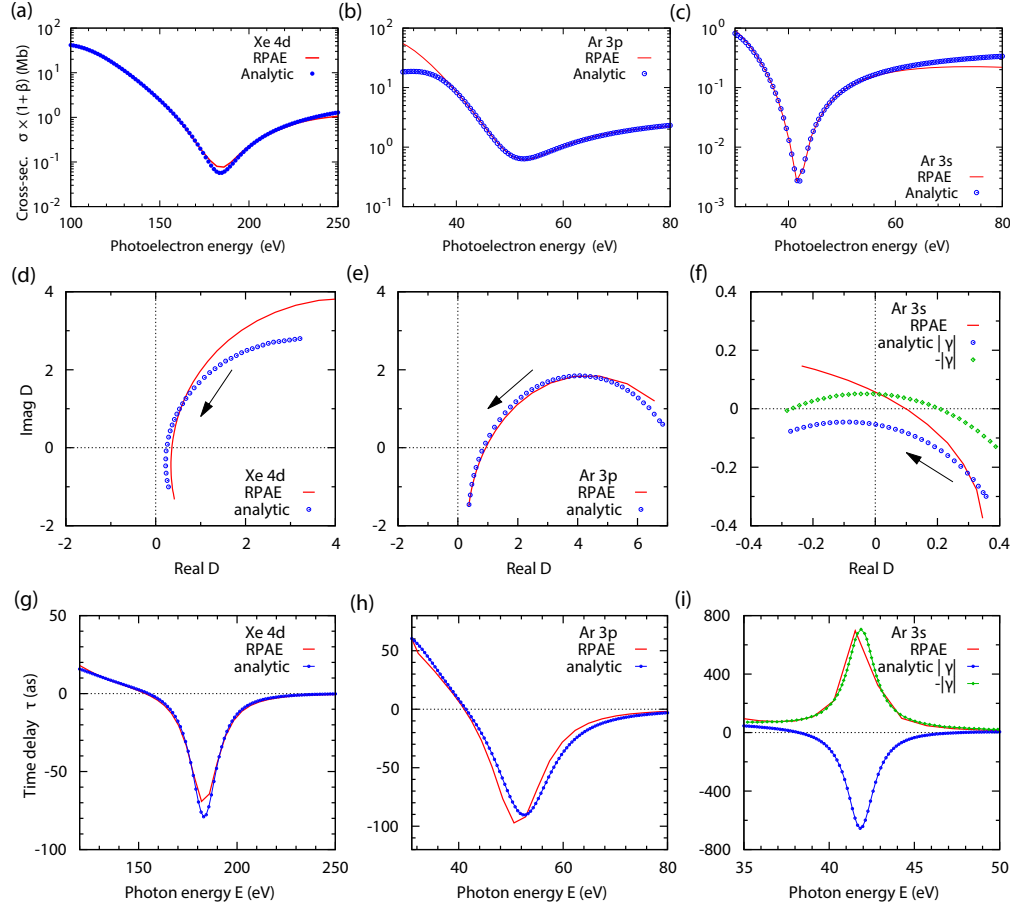 (a)
Cross-sec. σ × (1+ β) (Mb)
10^2
10^1
10^0
10^-1
10^-2
Xe 4d
RPAE
Analytic
100 150 200 250
Photoelectron energy (eV)
(b)
10^2
10^1
10^0
10^-1
Ar 3p
RPAE
Analytic
40 60 80
Photoelectron energy (eV)
(c)
10^0
10^-1
10^-2
10^-3
Ar 3s
RPAE
Analytic
40 60 80
Photoelectron energy (eV)
(d)
Imag D
4
2
0
-2
Xe 4d
RPAE
analytic
-2 0 2 4
Real D
(e)
4
2
0
-2
Ar 3p
RPAE
analytic
-2 0 2 4 6
Real D
(f)
0.4
0.2
0
-0.2
-0.4
Ar 3s
RPAE
analytic |γ|
-|γ|
-0.4 -0.2 0 0.2 0.4
Real D
(g)
Time delay τ (as)
50
0
-50
-100
Xe 4d
RPAE
analytic
150 200 250
Photon energy E (eV)
(h)
50
0
-50
-100
Ar 3p
RPAE
analytic
40 60 80
Photon energy E (eV)
(i)
800
400
0
-400
-800
Ar 3s
RPAE
analytic |γ|
-|γ|
35 40 45 50
Photon energy E (eV)